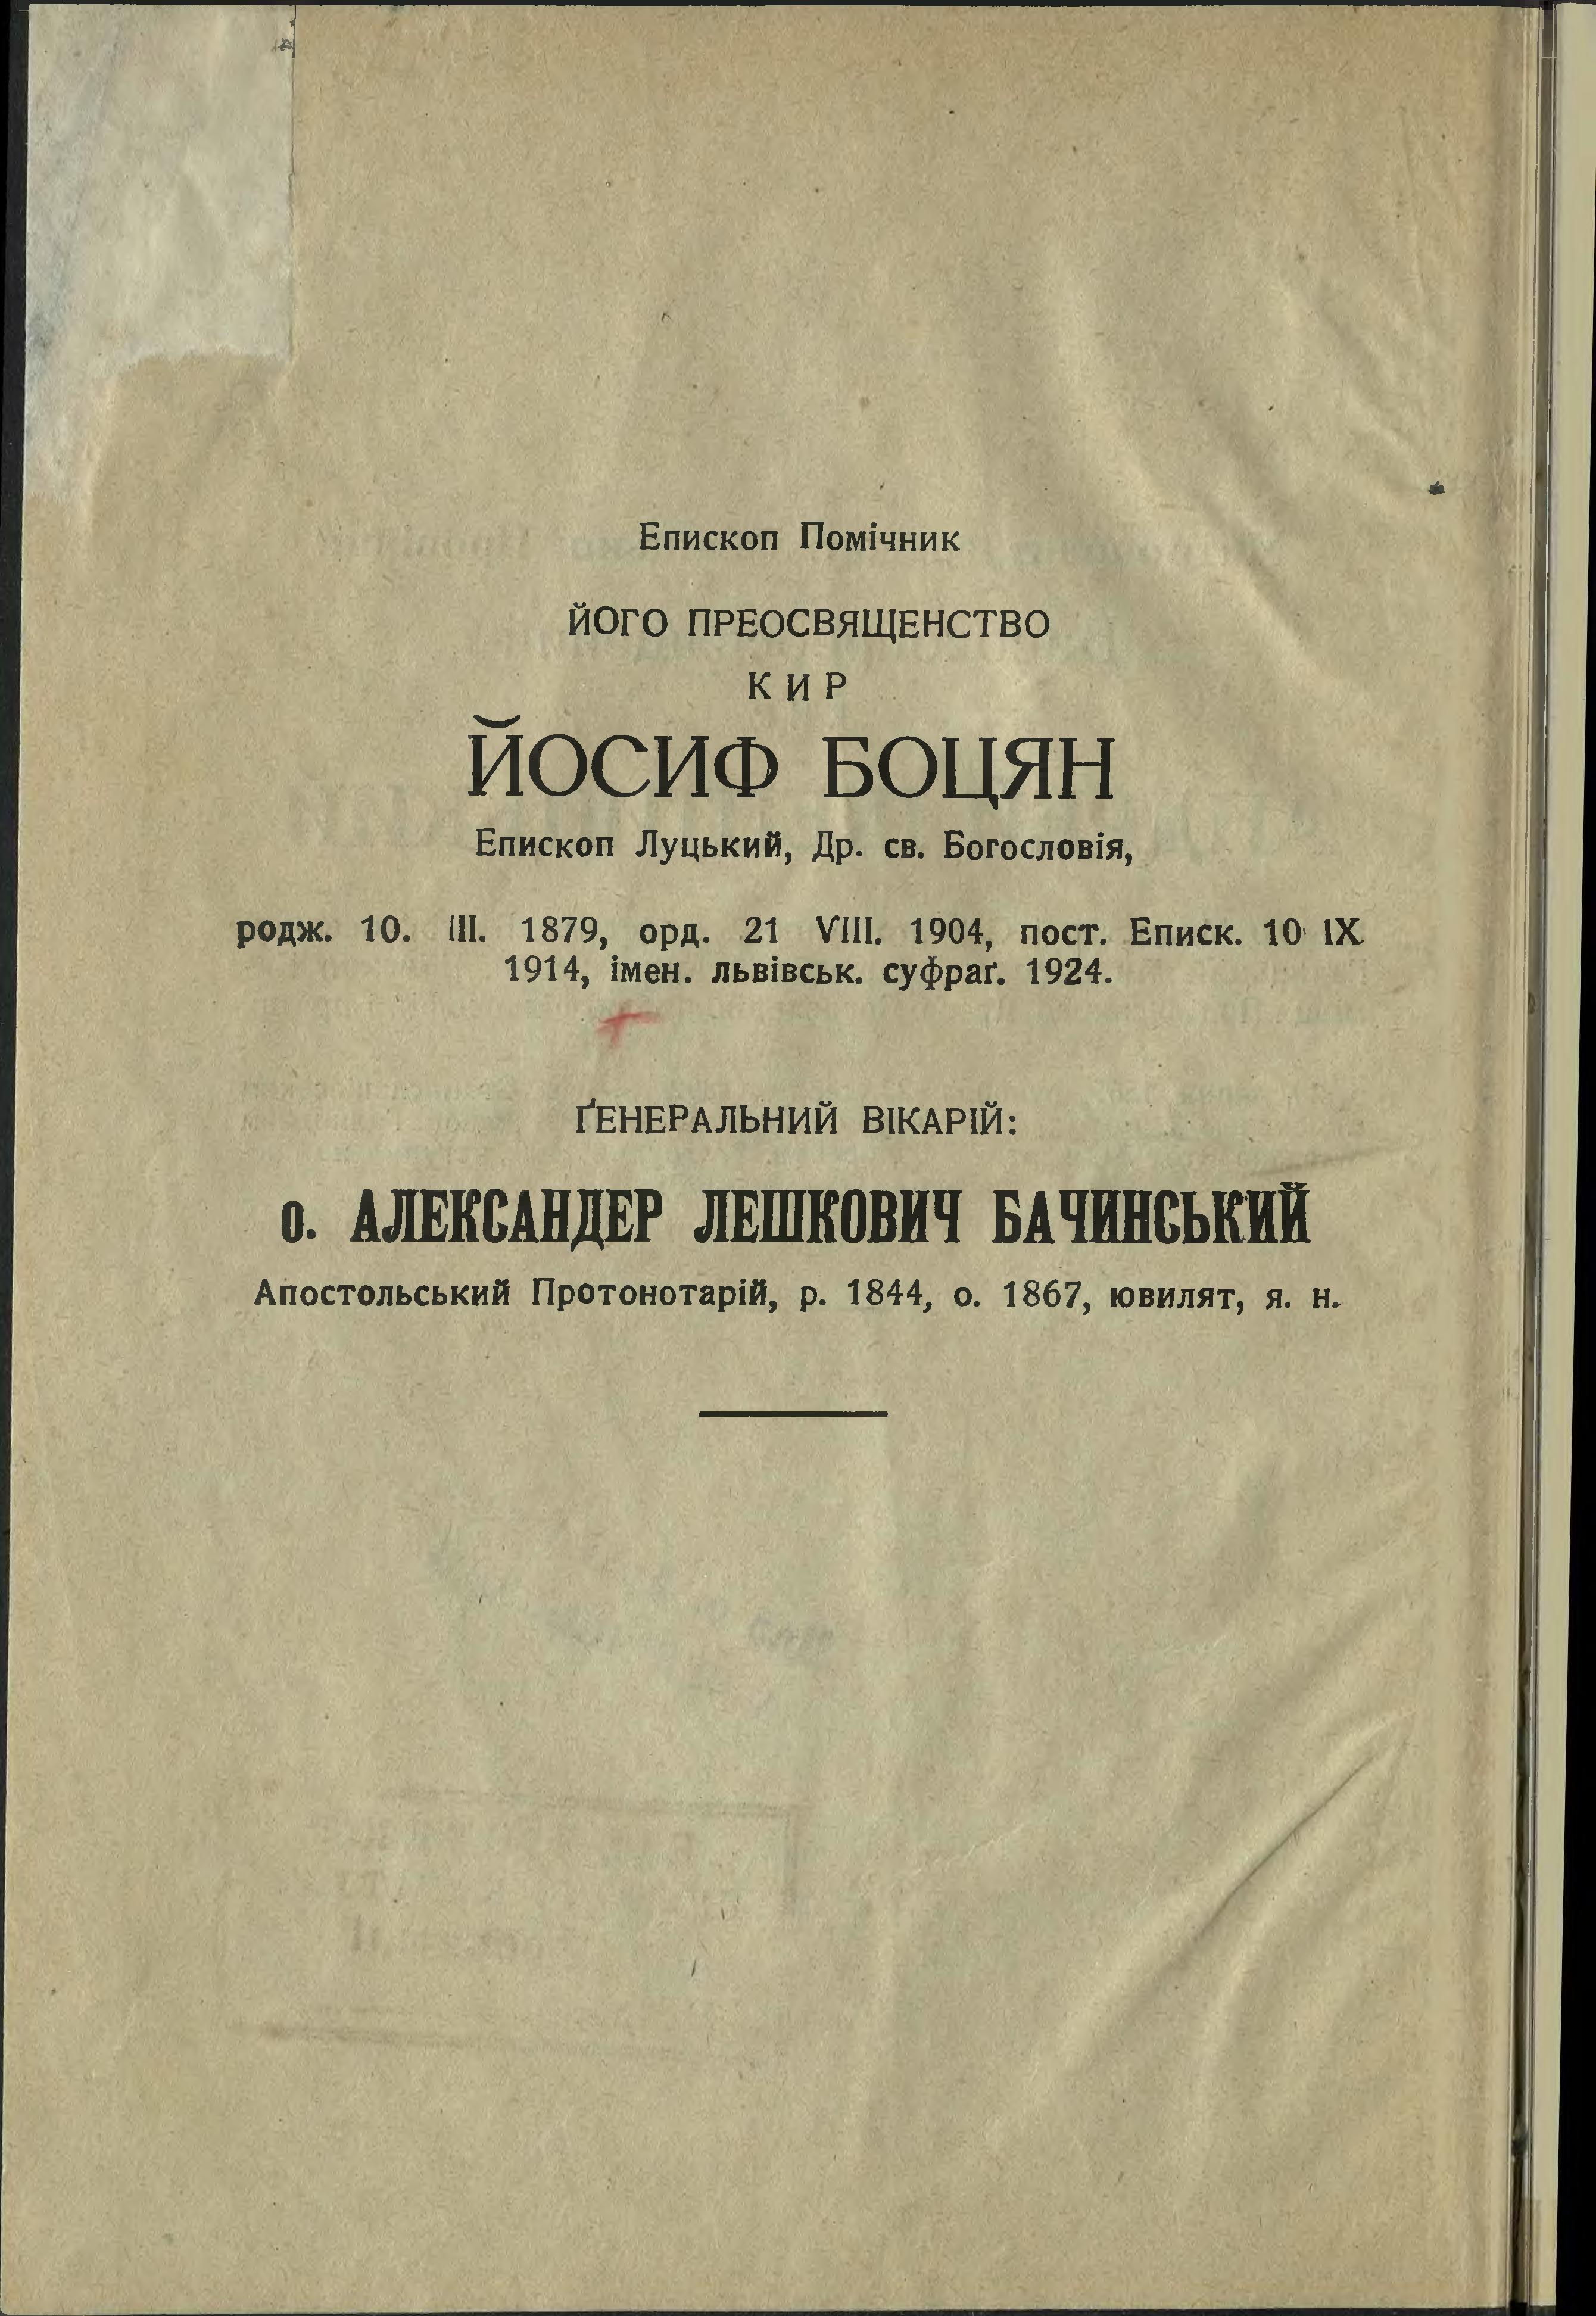 Епископ Помічник
ЙОГО ПРЕОСВЯЩЕНСТВО
КИР
ЙОСИФ БОЦЯН
Епископ Луцький, Др. св. Богословія,
родж. 10. III. 1879, орд. 21 VIII. 1904, пост. Еписк. 10 IX
1914, імен. львівськ. суфраґ. 1924.
ҐЕНЕРАЛЬНИЙ ВІКАРІЙ:
о. АЛЕКСАНДЕР ЛЕШКОВИЧ БАЧИНСЬКИЙ
Апостольський Протонотарій, р. 1844, о. 1867, ювилят, я. н.